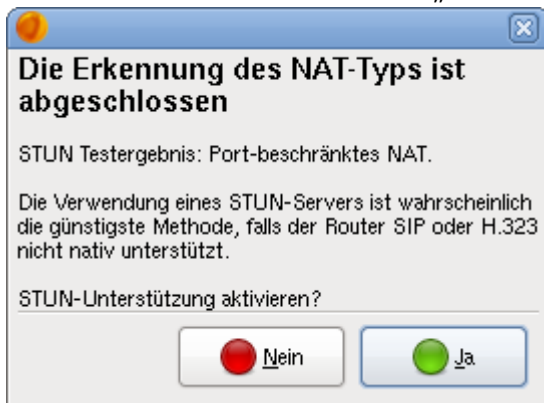 Die Erkennung des NAT-Typs ist
abgeschlossen
STUN Testergebnis: Port-beschränktes NAT.
Die Verwendung eines STUN-Servers ist wahrscheinlich
die günstigste Methode, falls der Router SIP oder H.323
nicht nativ unterstützt.
STUN-Unterstützung aktivieren?
Nein
Ja